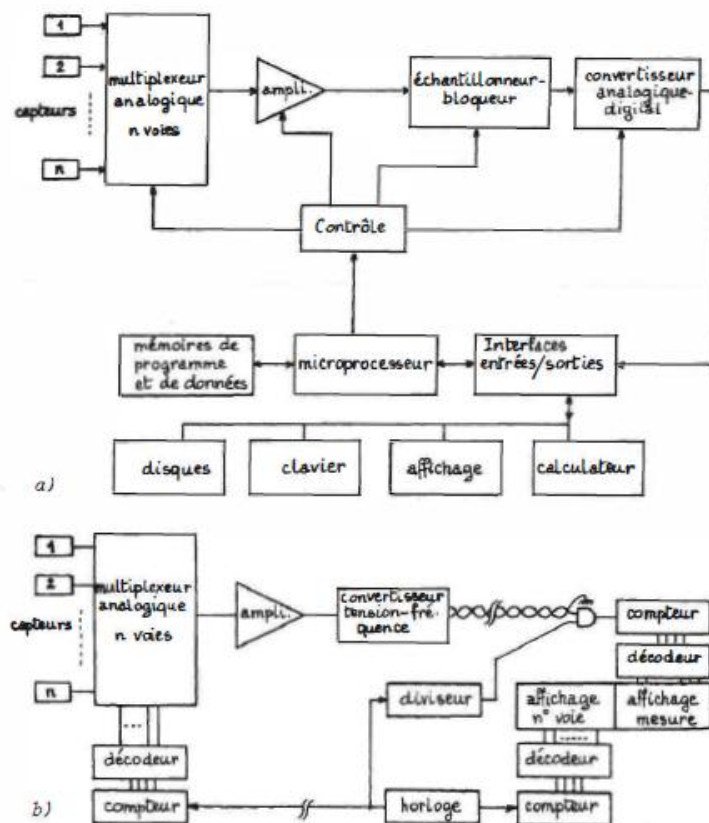 1
2
capteurs
n
multiplexeur
analogique
n voies
ampli.
échantillonneur-
bloqueur
convertisseur
analogique-
digital
Contrôle
mémoires de
programme
et de données
microprocesseur
Interfaces
entrées/sorties
disques
clavier
affichage
calculateur
a)
1
2
capteurs
n
multiplexeur
analogique
n voies
ampli.
convertisseur
tension-fré-
quence
compteur
décodeur
diviseur
affichage
n° voie
affichage
mesure
décodeur
décodeur
compteur
horloge
compteur
b)